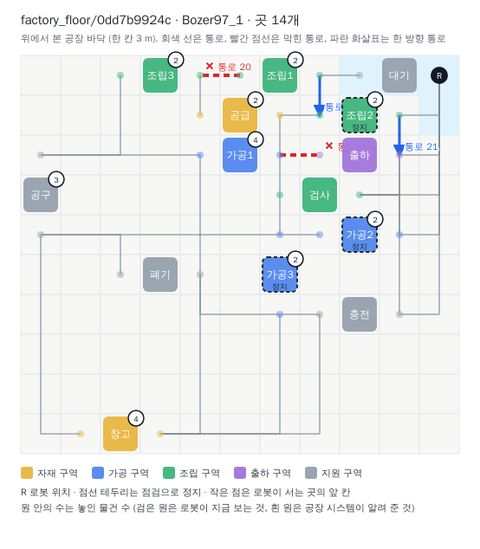 factory_floor/0dd7b9924c · Bozer97_1 · 곳 14개
위에서 본 공장 바닥 (한 칸 3 m). 회색 선은 통로, 빨간 점선은 막힌 통로, 파란 화살표는 한 방향 통로
조립3 2 × 통로 20 조립1 2 대기 R
공급 2 통로 조립2 2 정지
가공1 4 × 출하 통로 21
공구 3 검사
가공2 2 정지
폐기 가공3 2 정지
충전
창고 4
자재 구역 가공 구역 조립 구역 출하 구역 지원 구역
R 로봇 위치 · 점선 테두리는 점검으로 정지 · 작은 점은 로봇이 서는 곳의 앞 칸
원 안의 수는 놓인 물건 수 (검은 원은 로봇이 지금 보는 것, 흰 원은 공장 시스템이 알려 준 것)